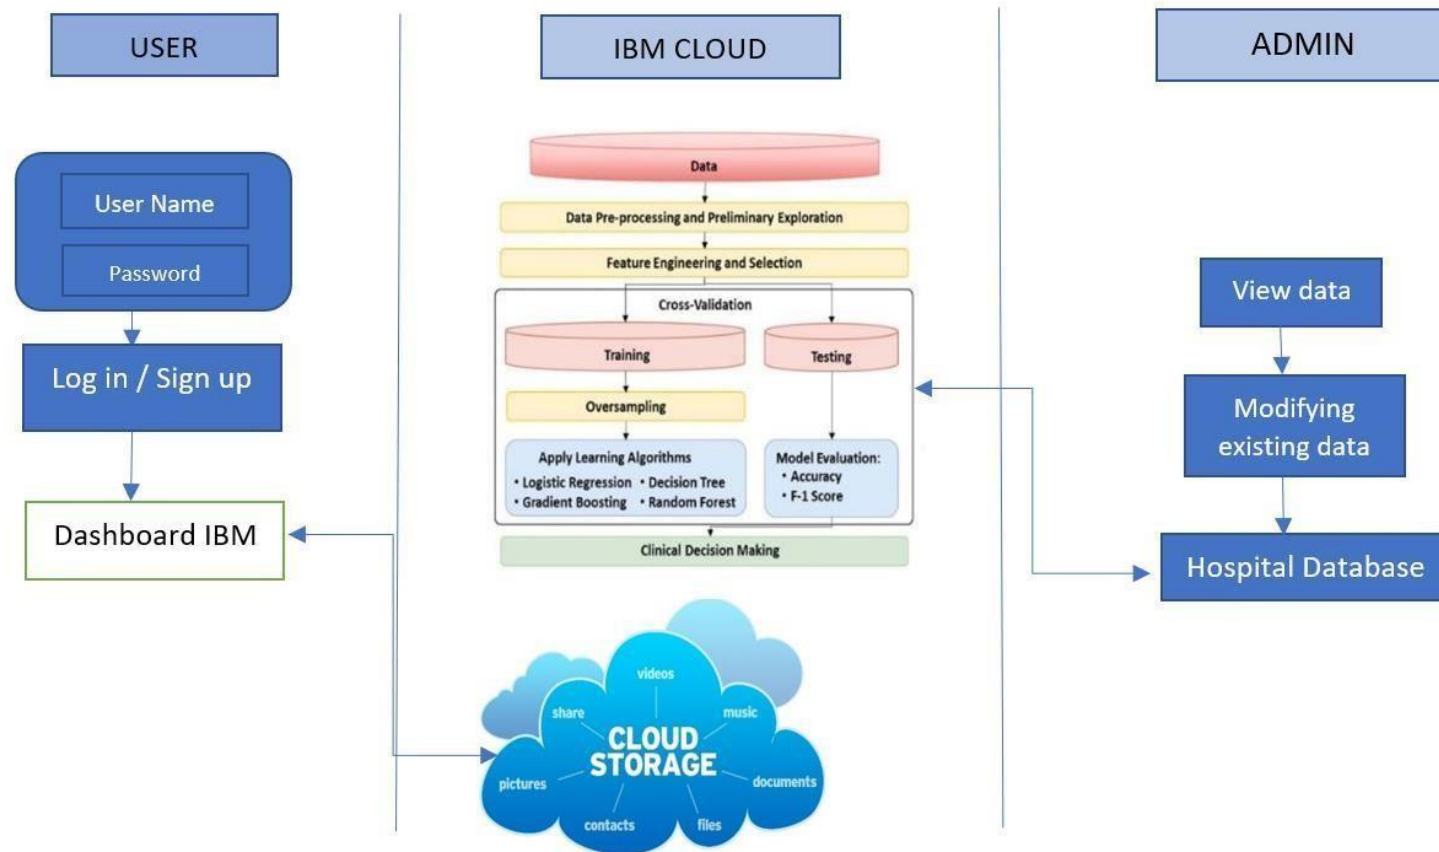 USER
IBM CLOUD
ADMIN
User Name
Password
Log in / Sign up
Dashboard IBM
Data
Data Pre-processing and Preliminary Exploration
Feature Engineering and Selection
Cross-Validation
Training
Testing
Oversampling
Apply Learning Algorithms
• Logistic Regression • Decision Tree
• Gradient Boosting • Random Forest
Model Evaluation:
• Accuracy
• F-1 Score
Clinical Decision Making
videos
share
music
CLOUD
STORAGE
pictures
documents
contacts
files
View data
Modifying
existing data
Hospital Database